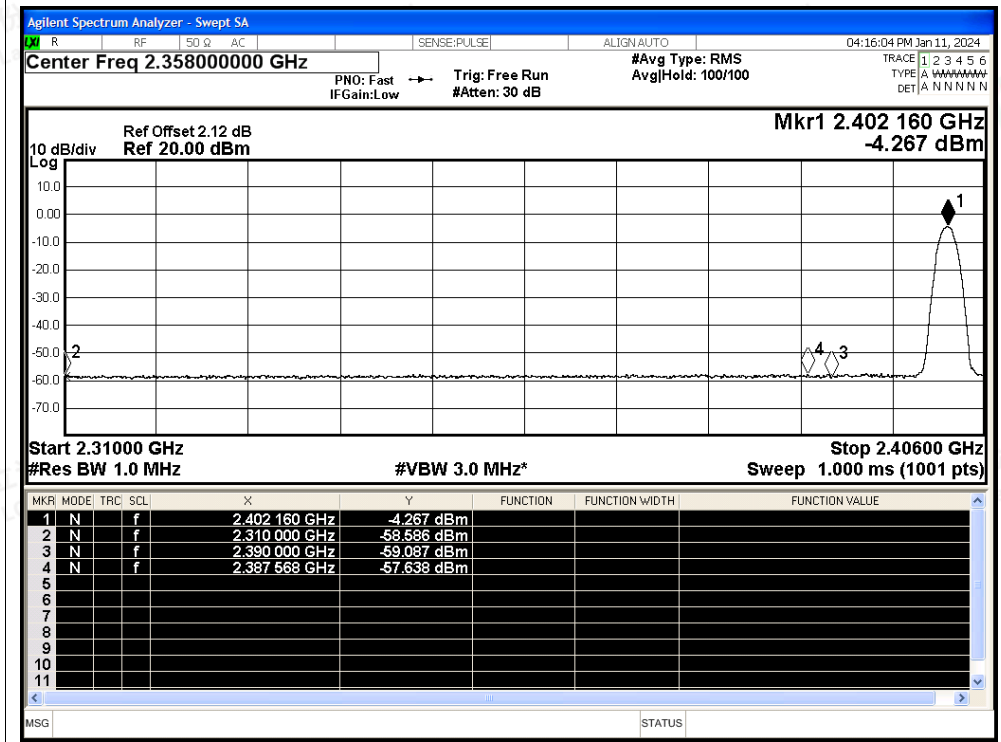 Agilent Spectrum Analyzer - Swept SA
LXI R RF 50 Ω AC SENSE:PULSE ALIGN AUTO 04:16:04 PM Jan 11, 2024
Center Freq 2.358000000 GHz #Avg Type: RMS TRACE 1 2 3 4 5 6
PNO: Fast Trig: Free Run Avg|Hold: 100/100 TYPE A WWWWW
IFGain:Low #Atten: 30 dB DET A N N N N N
Mkr1 2.402 160 GHz
Ref Offset 2.12 dB
10 dB/div Ref 20.00 dBm -4.267 dBm
Log
10.0
1
0.00
-10.0
-20.0
-30.0
-40.0
-50.0 2 4 3
-60.0
-70.0
Start 2.31000 GHz Stop 2.40600 GHz
#Res BW 1.0 MHz #VBW 3.0 MHz* Sweep 1.000 ms (1001 pts)
MKR MODE TRC SCL X Y FUNCTION FUNCTION WIDTH FUNCTION VALUE
1 N f 2.402 160 GHz -4.267 dBm
2 N f 2.310 000 GHz -58.586 dBm
3 N f 2.390 000 GHz -59.087 dBm
4 N f 2.387 568 GHz -57.638 dBm
5
6
7
8
9
10
11
MSG STATUS